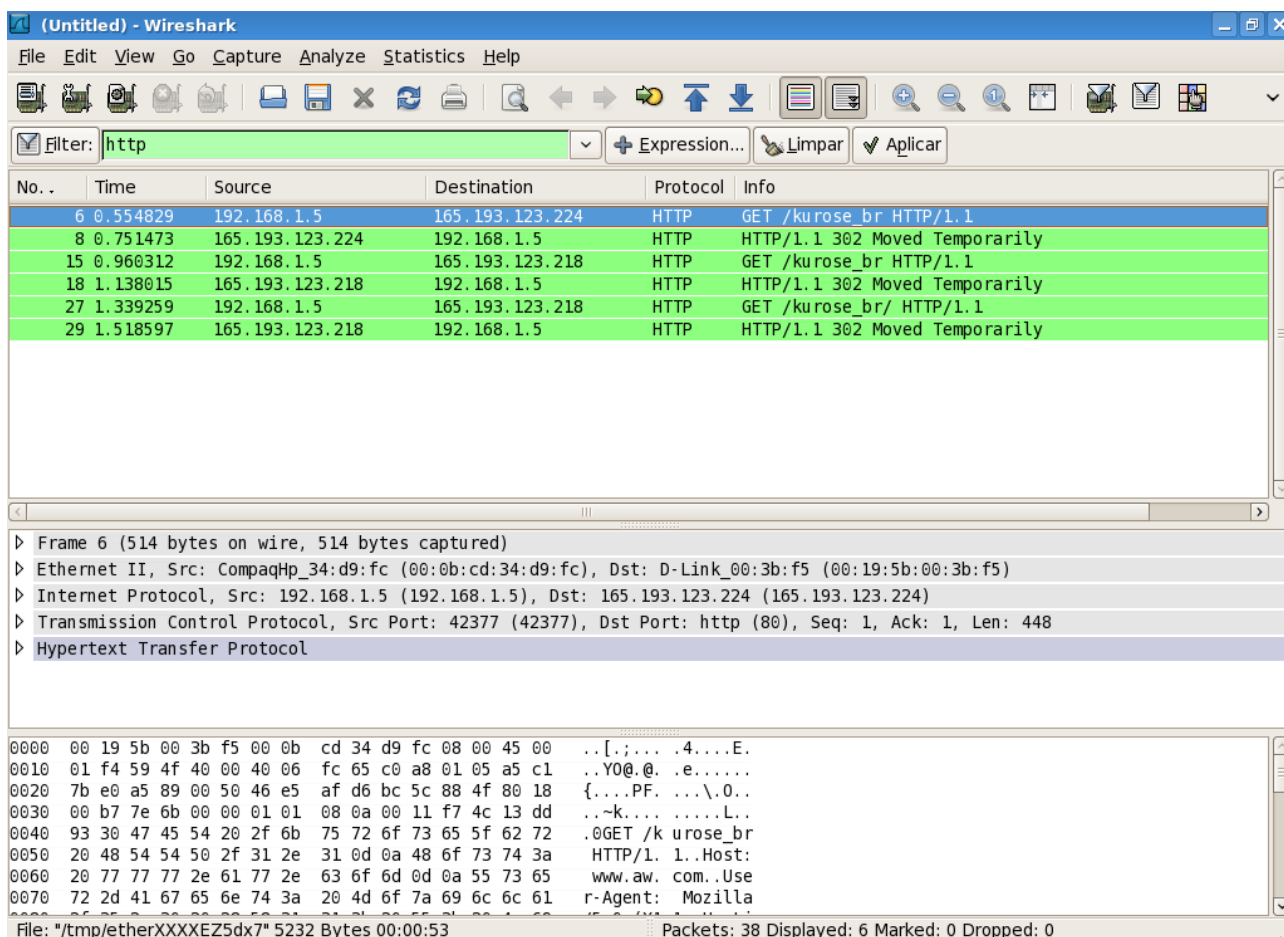 (Untitled) - Wireshark
File Edit View Go Capture Analyze Statistics Help
Filter: http Expression... Limpar Aplicar
No. . Time Source Destination Protocol Info
6 0.554829 192.168.1.5 165.193.123.224 HTTP GET /kurose_br HTTP/1.1
8 0.751473 165.193.123.224 192.168.1.5 HTTP HTTP/1.1 302 Moved Temporarily
15 0.960312 192.168.1.5 165.193.123.218 HTTP GET /kurose_br HTTP/1.1
18 1.138015 165.193.123.218 192.168.1.5 HTTP HTTP/1.1 302 Moved Temporarily
27 1.339259 192.168.1.5 165.193.123.218 HTTP GET /kurose_br/ HTTP/1.1
29 1.518597 165.193.123.218 192.168.1.5 HTTP HTTP/1.1 302 Moved Temporarily
Frame 6 (514 bytes on wire, 514 bytes captured)
Ethernet II, Src: CompaqHp_34:d9:fc (00:0b:cd:34:d9:fc), Dst: D-Link_00:3b:f5 (00:19:5b:00:3b:f5)
Internet Protocol, Src: 192.168.1.5 (192.168.1.5), Dst: 165.193.123.224 (165.193.123.224)
Transmission Control Protocol, Src Port: 42377 (42377), Dst Port: http (80), Seq: 1, Ack: 1, Len: 448
Hypertext Transfer Protocol
0000 00 19 5b 00 3b f5 00 0b cd 34 d9 fc 08 00 45 00 ..[.;... .4....E.
0010 01 f4 59 4f 40 00 40 06 fc 65 c0 a8 01 05 a5 c1 ..YO@.@. .e......
0020 7b e0 a5 89 00 50 46 e5 af d6 bc 5c 88 4f 80 18 {....PF. ...\.O..
0030 00 b7 7e 6b 00 00 01 01 08 0a 00 11 f7 4c 13 dd ..~k.... .....L..
0040 93 30 47 45 54 20 2f 6b 75 72 6f 73 65 5f 62 72 .0GET /k urose_br
0050 20 48 54 54 50 2f 31 2e 31 0d 0a 48 6f 73 74 3a HTTP/1. 1..Host:
0060 20 77 77 77 2e 61 77 2e 63 6f 6d 0d 0a 55 73 65 www.aw. com..Use
0070 72 2d 41 67 65 6e 74 3a 20 4d 6f 7a 69 6c 6c 61 r-Agent: Mozilla
File: "/tmp/etherXXXXEZ5dx7" 5232 Bytes 00:00:53 Packets: 38 Displayed: 6 Marked: 0 Dropped: 0